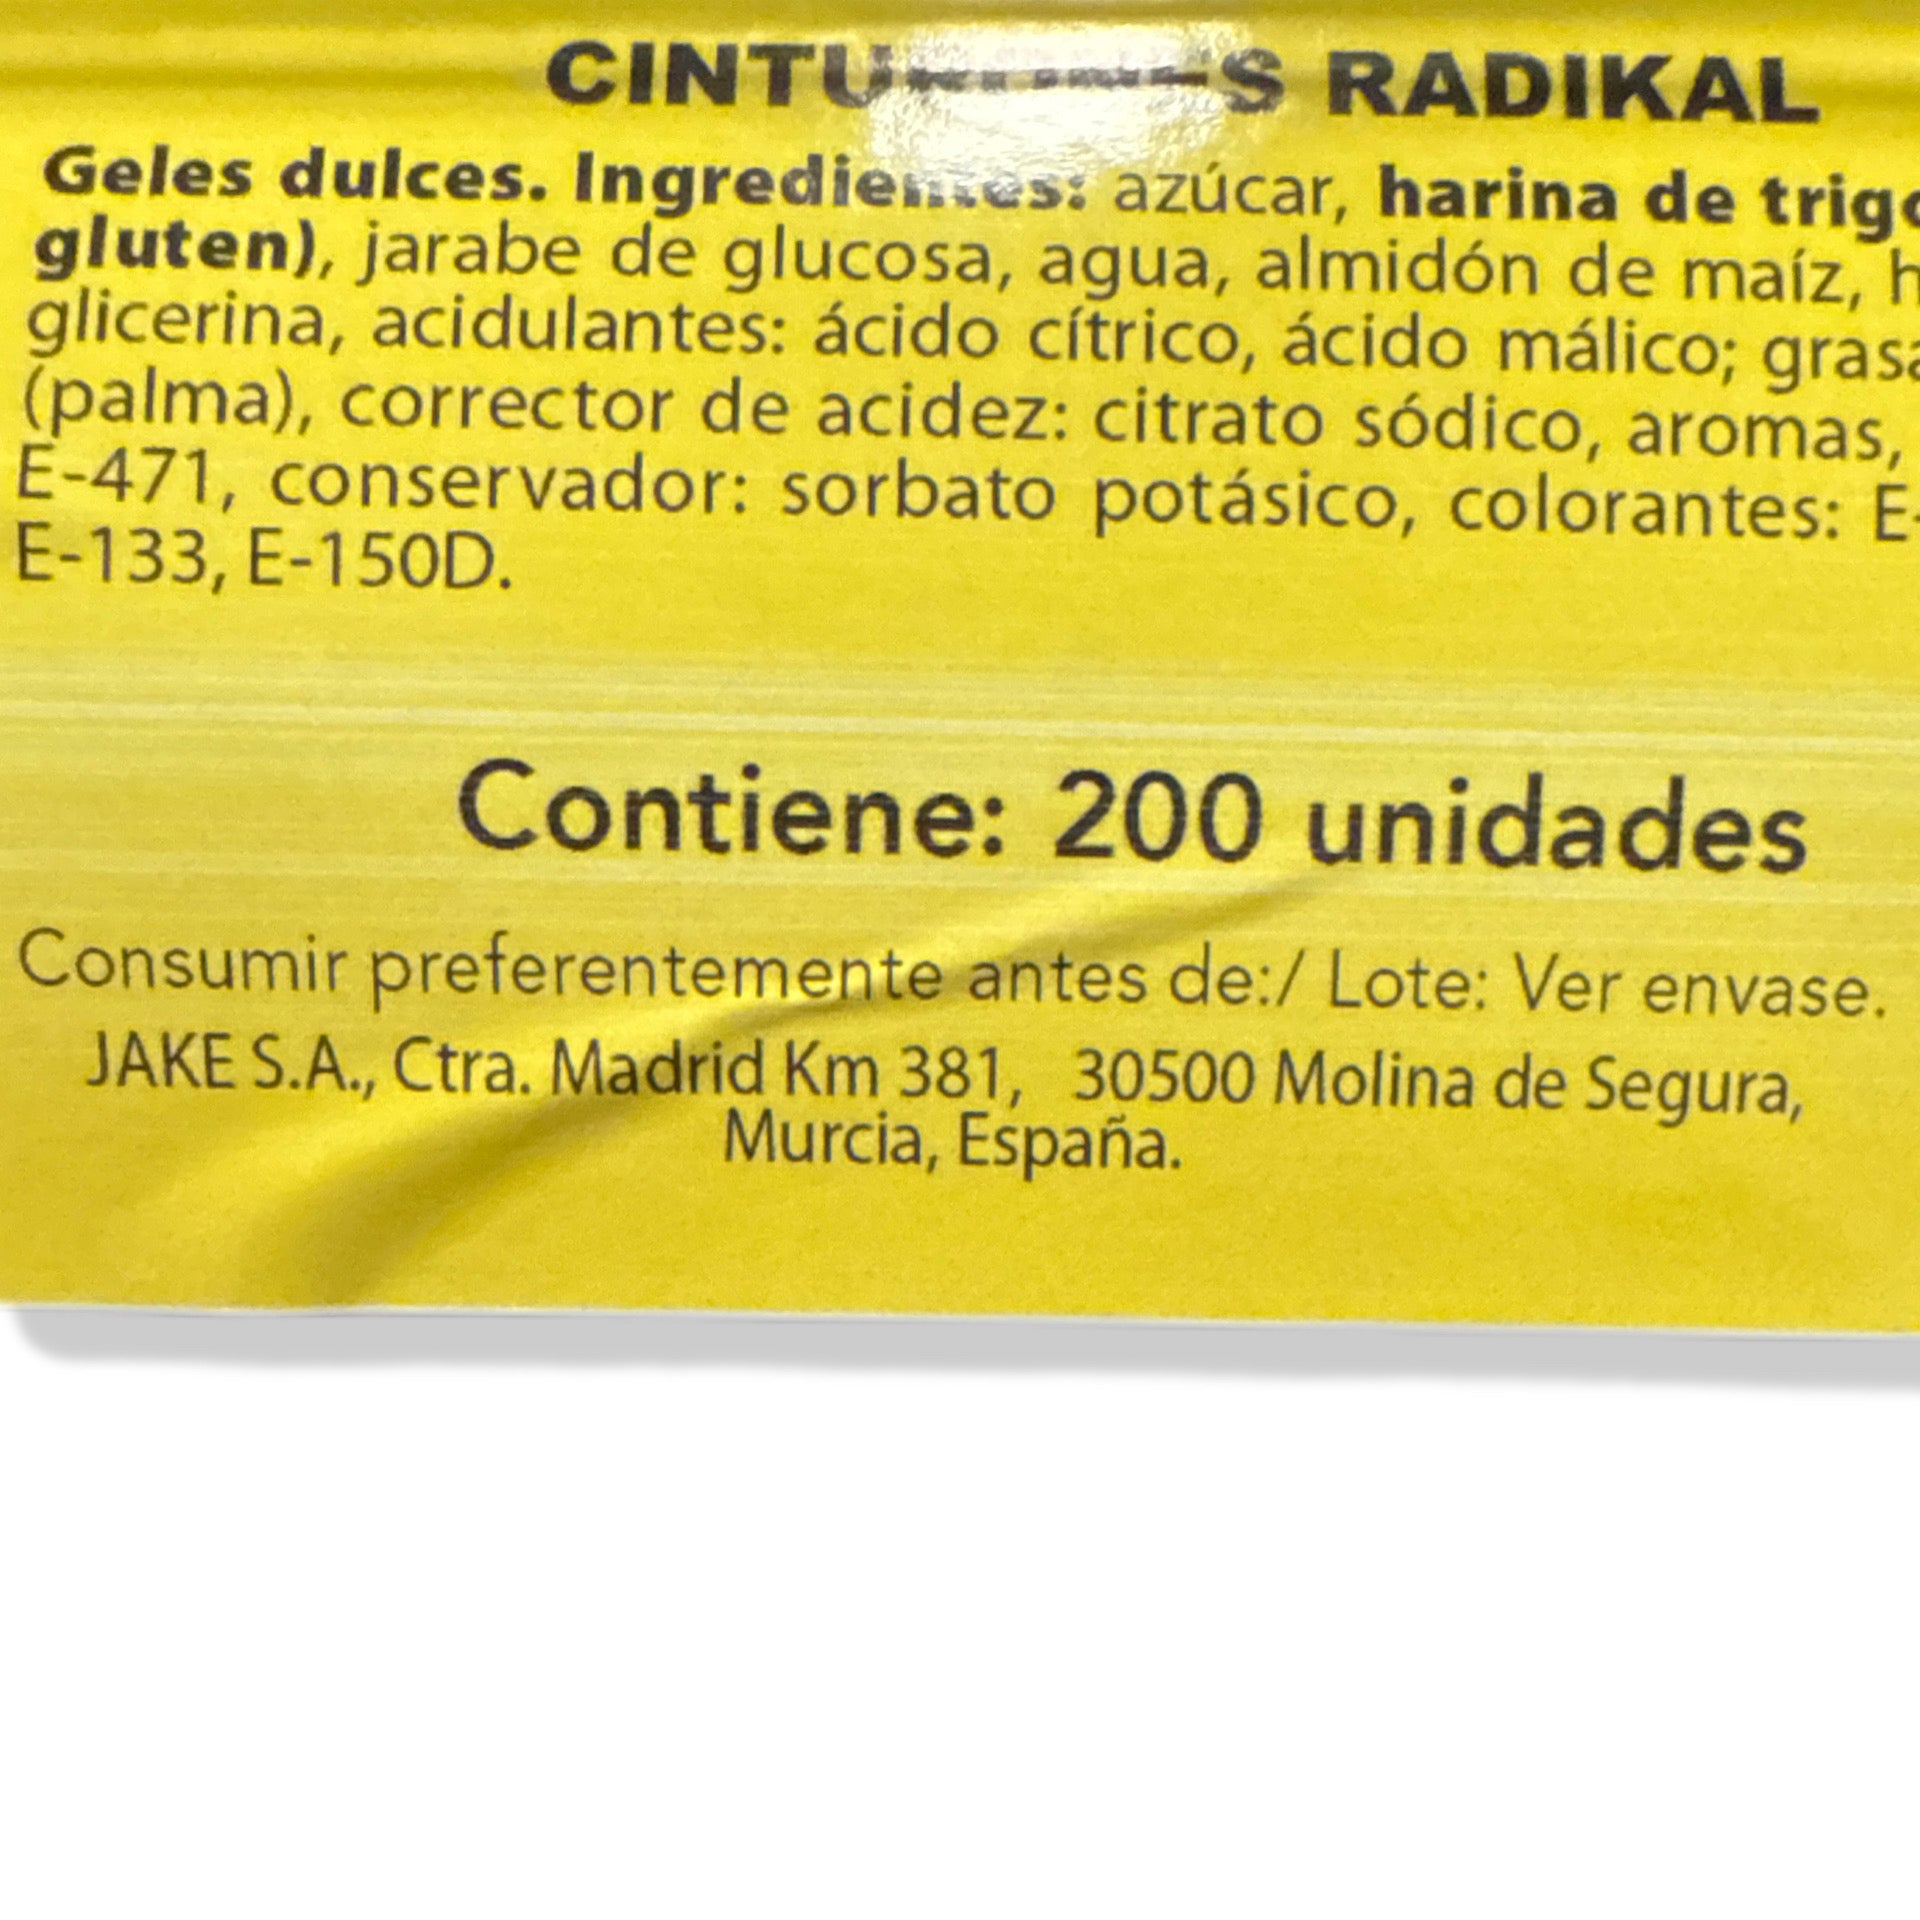 CINTURONES RADIKAL
Geles dulces. Ingredientes: azúcar, harina de trigo
gluten), jarabe de glucosa, agua, almidón de maíz, h
glicerina, acidulantes: ácido cítrico, ácido málico; grasa
(palma), corrector de acidez: citrato sódico, aromas,
E-471, conservador: sorbato potásico, colorantes: E-
E-133, E-150D.
Contiene: 200 unidades
Consumir preferentemente antes de:/ Lote: Ver envase.
JAKE S.A., Ctra. Madrid Km 381, 30500 Molina de Segura,
Murcia, España.